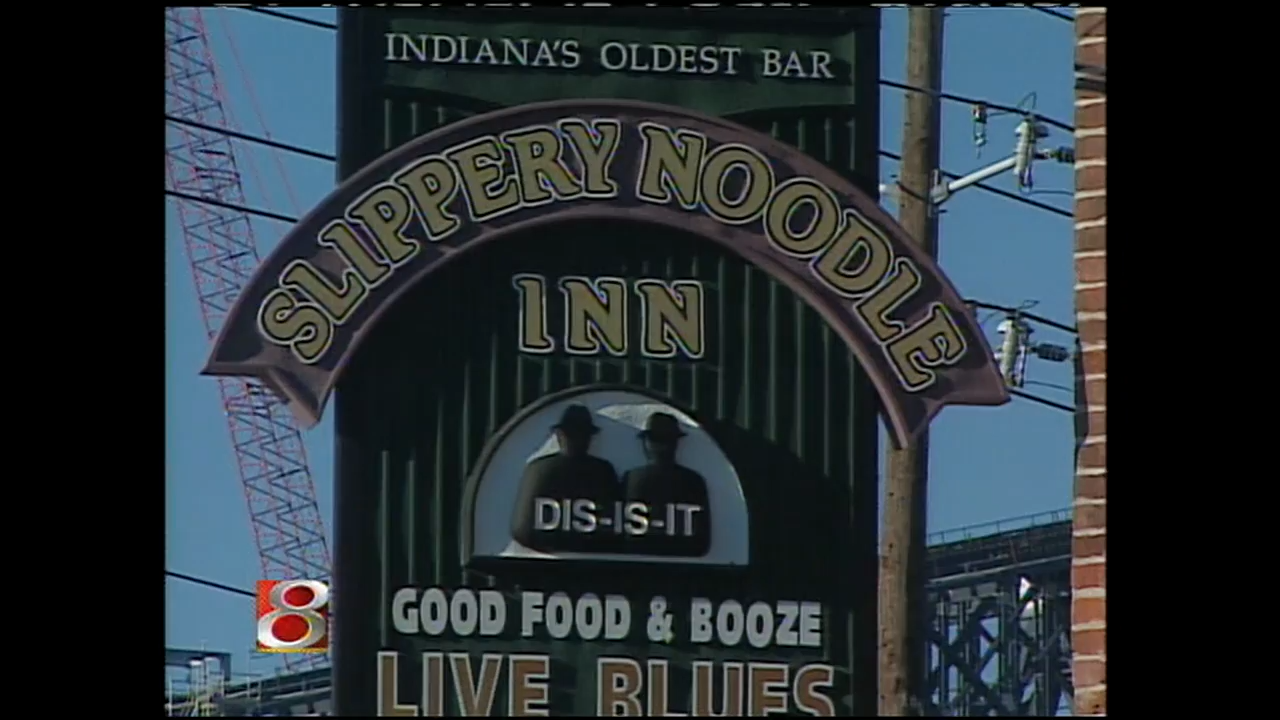 INDIANA'S OLDEST BAR
SLIPPERY NOODLE
INN
DIS-IS-IT
GOOD FOOD & BOOZE
LIVE BLUES
8